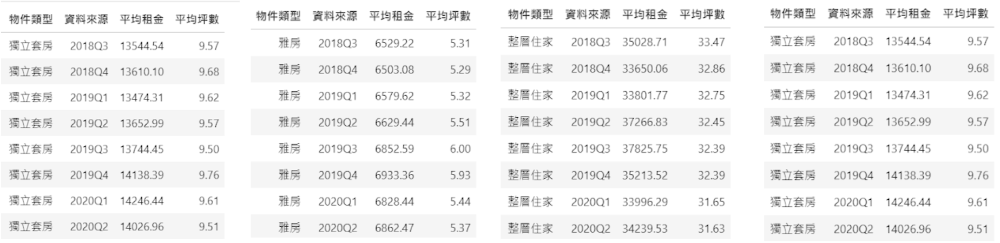 物件類型 資料來源 平均租金 平均坪數
獨立套房 2018Q3 13544.54 9.57
獨立套房 2018Q4 13610.10 9.68
獨立套房 2019Q1 13474.31 9.62
獨立套房 2019Q2 13652.99 9.57
獨立套房 2019Q3 13744.45 9.50
獨立套房 2019Q4 14138.39 9.76
獨立套房 2020Q1 14246.44 9.61
獨立套房 2020Q2 14026.96 9.51
物件類型 資料來源 平均租金 平均坪數
雅房 2018Q3 6529.22 5.31
雅房 2018Q4 6503.08 5.29
雅房 2019Q1 6579.62 5.32
雅房 2019Q2 6629.44 5.51
雅房 2019Q3 6852.59 6.00
雅房 2019Q4 6933.36 5.93
雅房 2020Q1 6828.44 5.44
雅房 2020Q2 6862.47 5.37
物件類型 資料來源 平均租金 平均坪數
整層住家 2018Q3 35028.71 33.47
整層住家 2018Q4 33650.06 32.86
整層住家 2019Q1 33801.77 32.75
整層住家 2019Q2 37266.83 32.45
整層住家 2019Q3 37825.75 32.39
整層住家 2019Q4 35213.52 32.39
整層住家 2020Q1 33996.29 31.65
整層住家 2020Q2 34239.53 31.63
物件類型 資料來源 平均租金 平均坪數
獨立套房 2018Q3 13544.54 9.57
獨立套房 2018Q4 13610.10 9.68
獨立套房 2019Q1 13474.31 9.62
獨立套房 2019Q2 13652.99 9.57
獨立套房 2019Q3 13744.45 9.50
獨立套房 2019Q4 14138.39 9.76
獨立套房 2020Q1 14246.44 9.61
獨立套房 2020Q2 14026.96 9.51